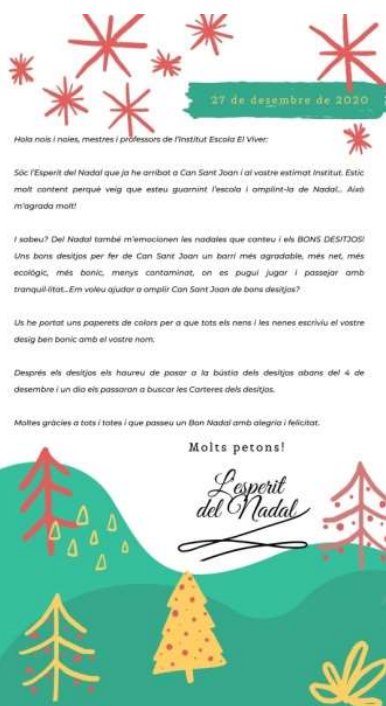 27 de desembre de 2020
Hola nois i noies, mestres i professors de l'Institut Escola El Viver:
Sóc l'Esperit del Nadal que ja he arribat a Can Sant Joan i al vostre estimat Institut. Estic
molt content perquè veig que esteu guarnint l'escola i omplint-la de Nadal... Això
m'agrada molt!
I sabeu? Del Nadal també m'emocionen les nadales que canteu i els BONS DESITJOS!
Uns bons desitjos per fer de Can Sant Joan un barri més agradable, més net, més
ecològic, més bonic, menys contaminat, on es pugui jugar i passejar amb
tranquil·litat...Em voleu ajudar a omplir Can Sant Joan de bons desitjos?
Us he portat uns paperets de colors per a que tots els nens i les nenes escriviu el vostre
desig ben bonic amb el vostre nom.
Després els desitjos els haureu de posar a la bústia dels desitjos abans del 4 de
desembre i un dia els passaran a buscar les Carteres dels desitjos.
Moltes gràcies a tots i totes i que passeu un Bon Nadal amb alegria i felicitat.
Molts petons!
L'esperit
del Nadal